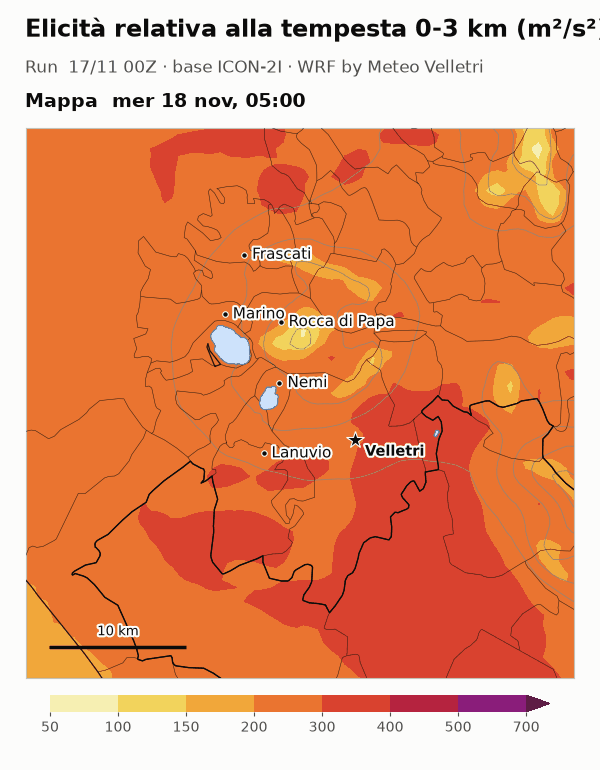 Elicità relativa alla tempesta 0-3 km (m²/s²)
Run  17/11 00Z · base ICON-2I · WRF by Meteo Velletri
Mappa  mer 18 nov, 05:00
Frascati
Marino
Rocca di Papa
Nemi
Velletri
Lanuvio
10 km
50 100 150 200 300 400 500 700